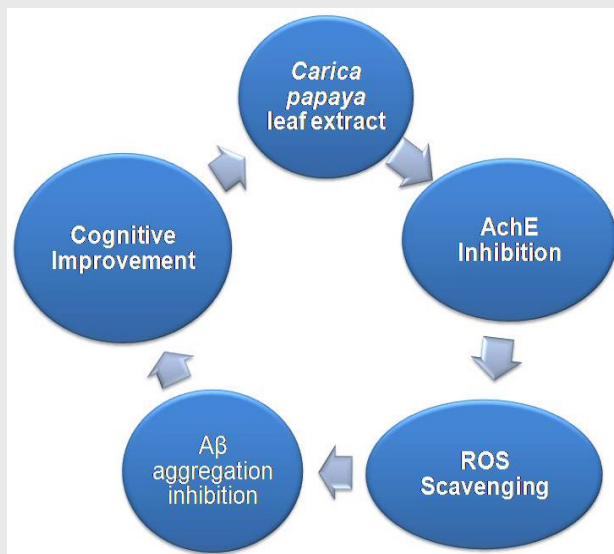 Carica
papaya
leaf extract
AchE
Inhibition
ROS
Scavenging
Aβ
aggregation
inhibition
Cognitive
Improvement